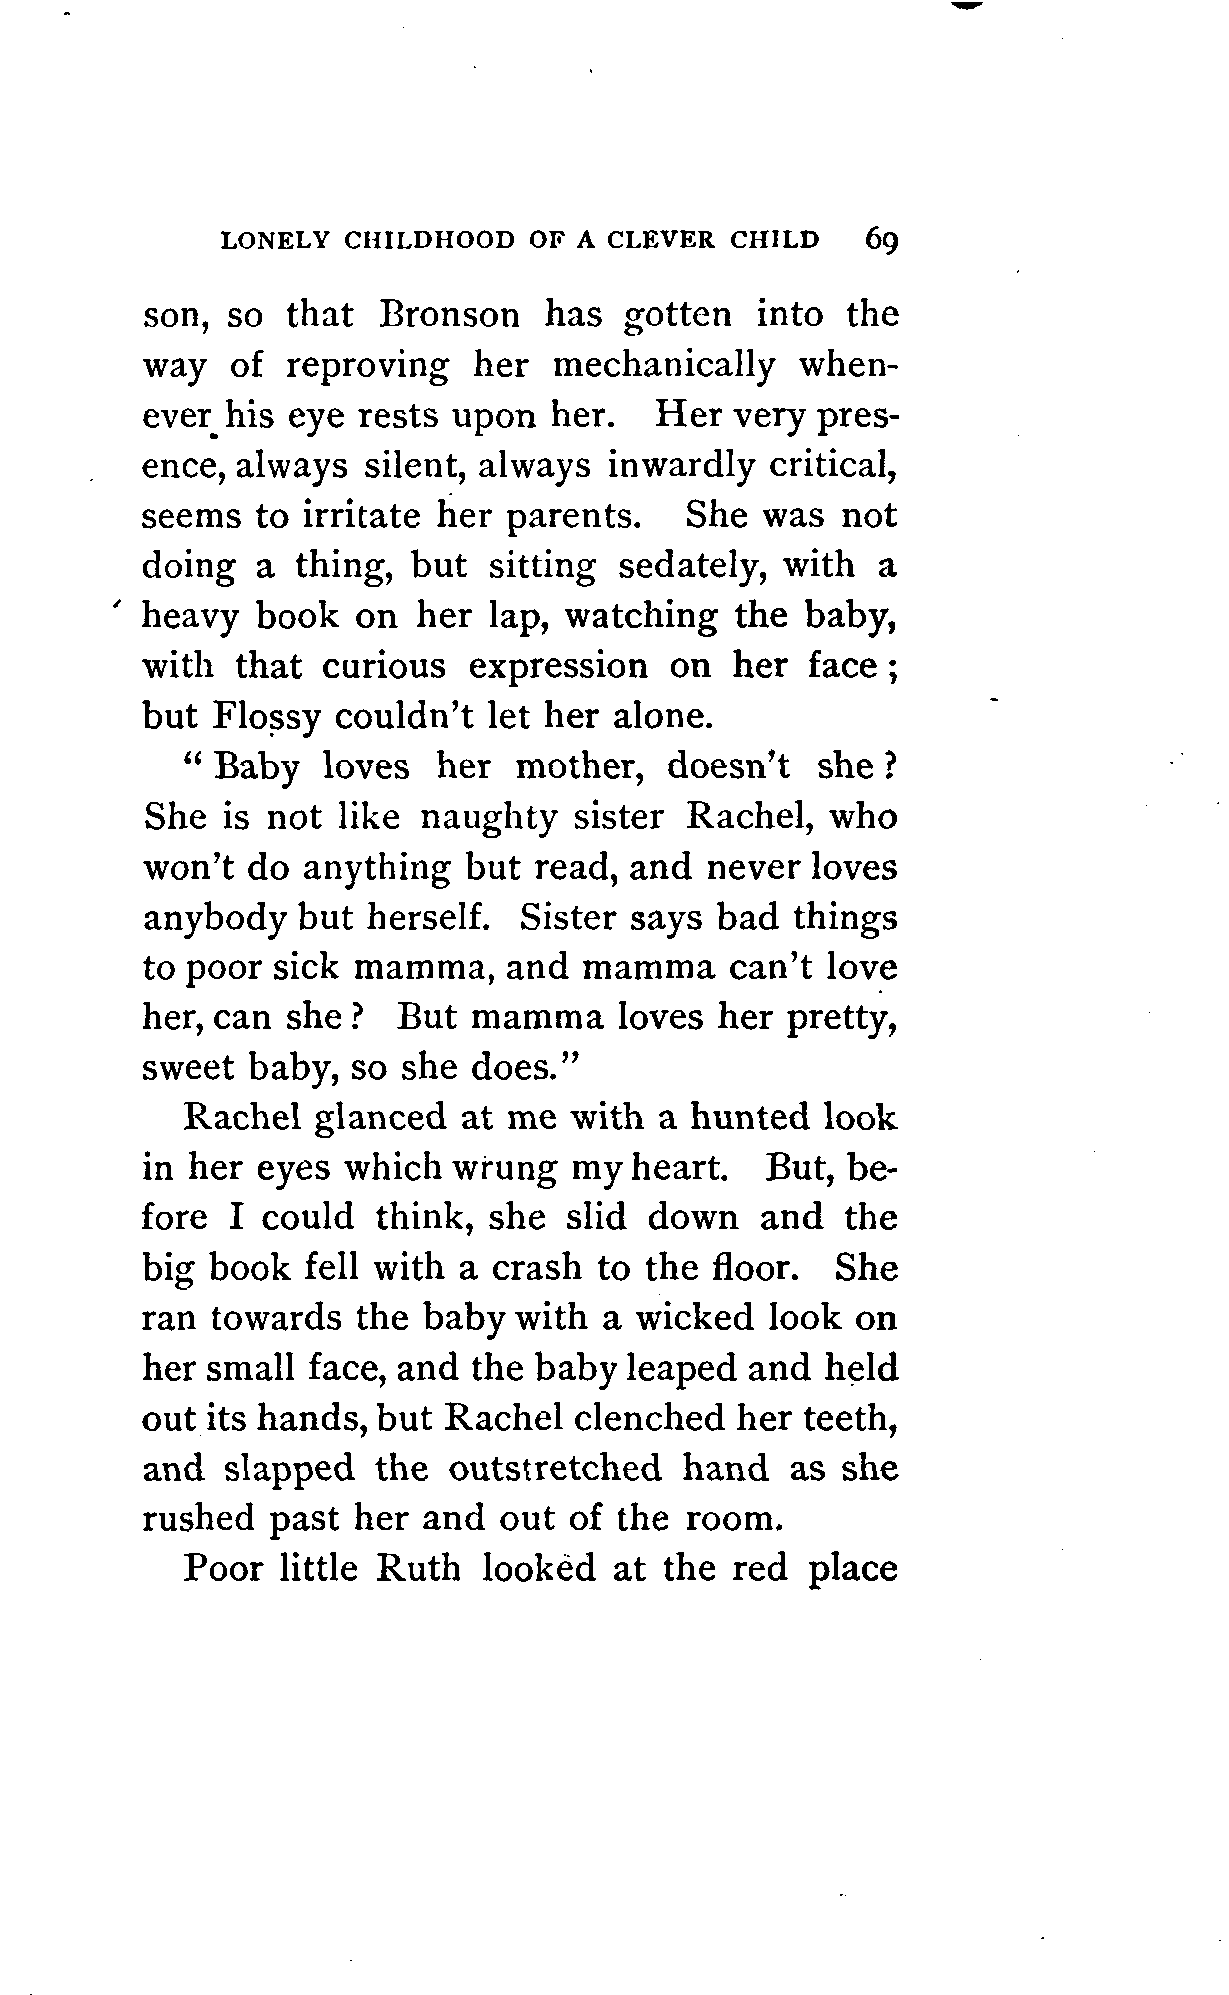 LONELY CHILDHOOD OF A CLEVER CHILD 69
son, so that Bronson has gotten into the
way of reproving her mechanically when-
ever his eye rests upon her. Her very pres-
ence, always silent, always inwardly critical,
seems to irritate her parents. She was not
doing a thing, but sitting sedately, with a
heavy book on her lap, watching the baby,
with that curious expression on her face ;
but Flossy couldn't let her alone.
“ Baby loves her mother, doesn't she ?
She is not like naughty sister Rachel, who
won't do anything but read, and never loves
anybody but herself. Sister says bad things
to poor sick mamma, and mamma can't love
her, can she ? But mamma loves her pretty,
sweet baby, so she does.”
Rachel glanced at me with a hunted look
in her eyes which wrung my heart. But, be-
fore I could think, she slid down and the
big book fell with a crash to the floor. She
ran towards the baby with a wicked look on
her small face, and the baby leaped and held
out its hands, but Rachel clenched her teeth,
and slapped the outstretched hand as she
rushed past her and out of the room.
Poor little Ruth looked at the red place